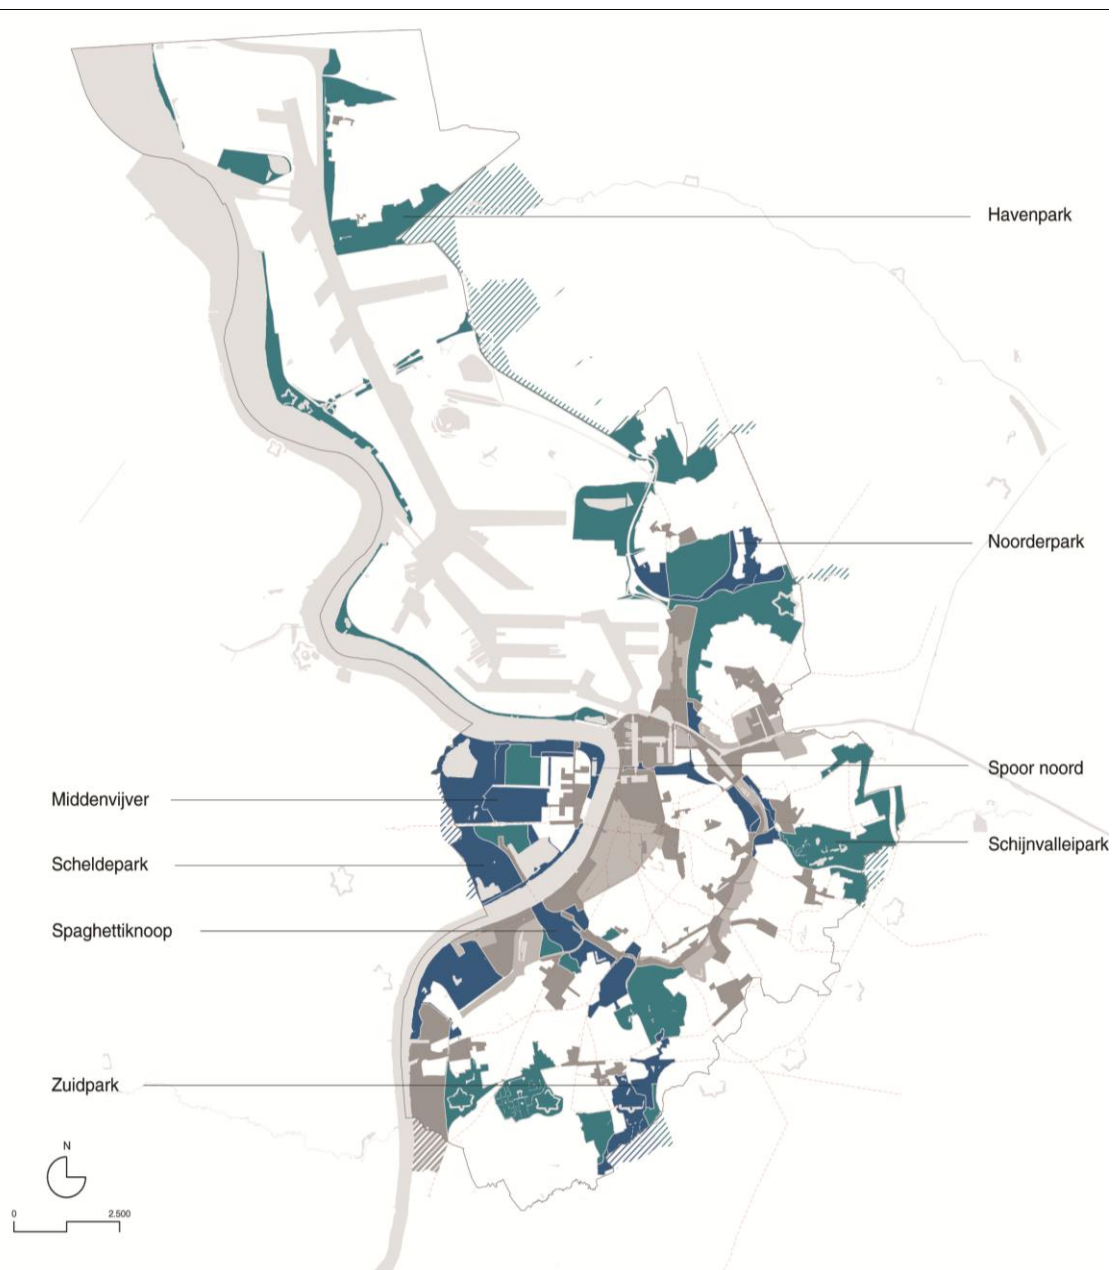 Havenpark
Noorderpark
Spoor noord
Middenvijver
Schijnvalleipark
Scheldepark
Spaghettiknoop
Zuidpark
N
0 2.500